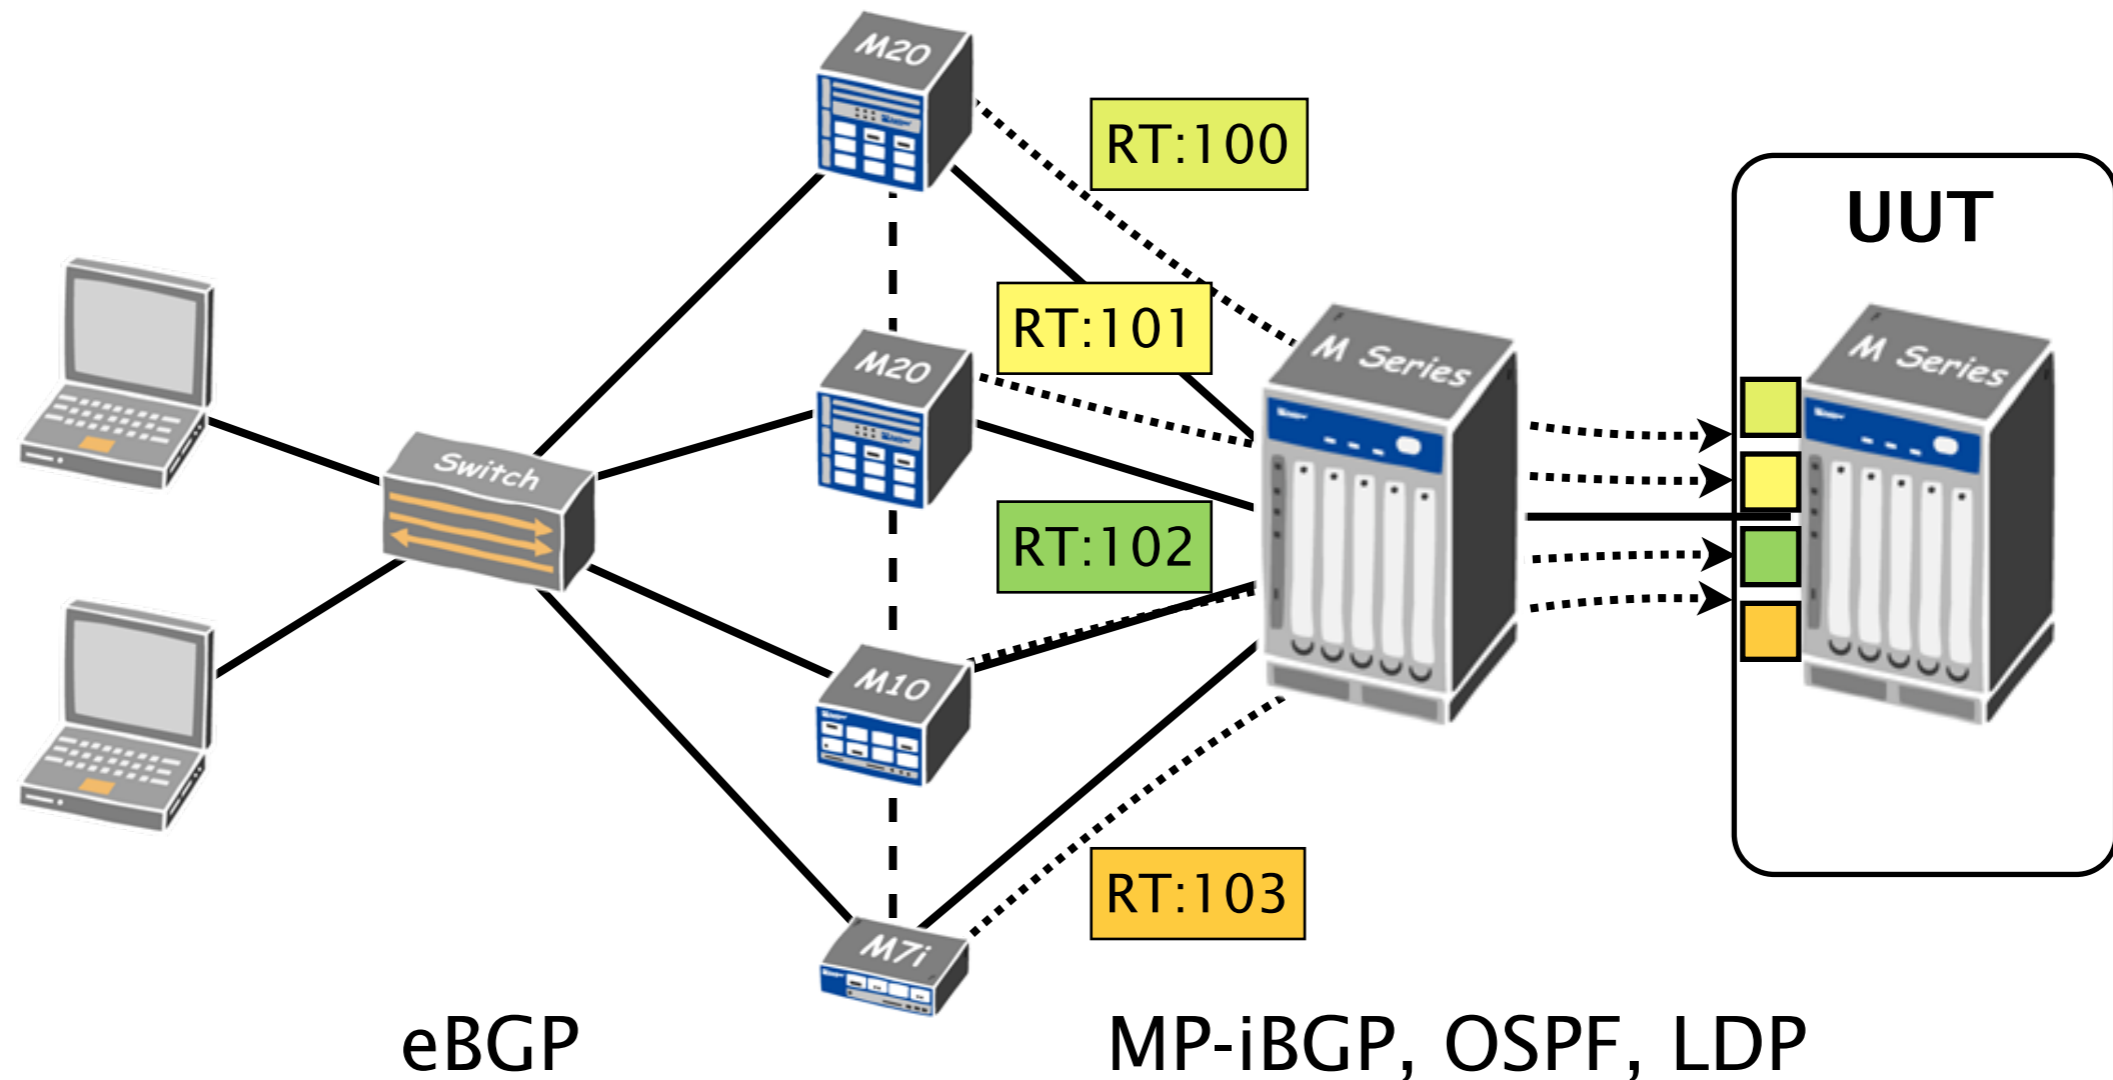 M20
RT:100
UUT
RT:101
M20
M Series
M Series
Switch
RT:102
M10
RT:103
M7i
eBGP
MP-iBGP, OSPF, LDP